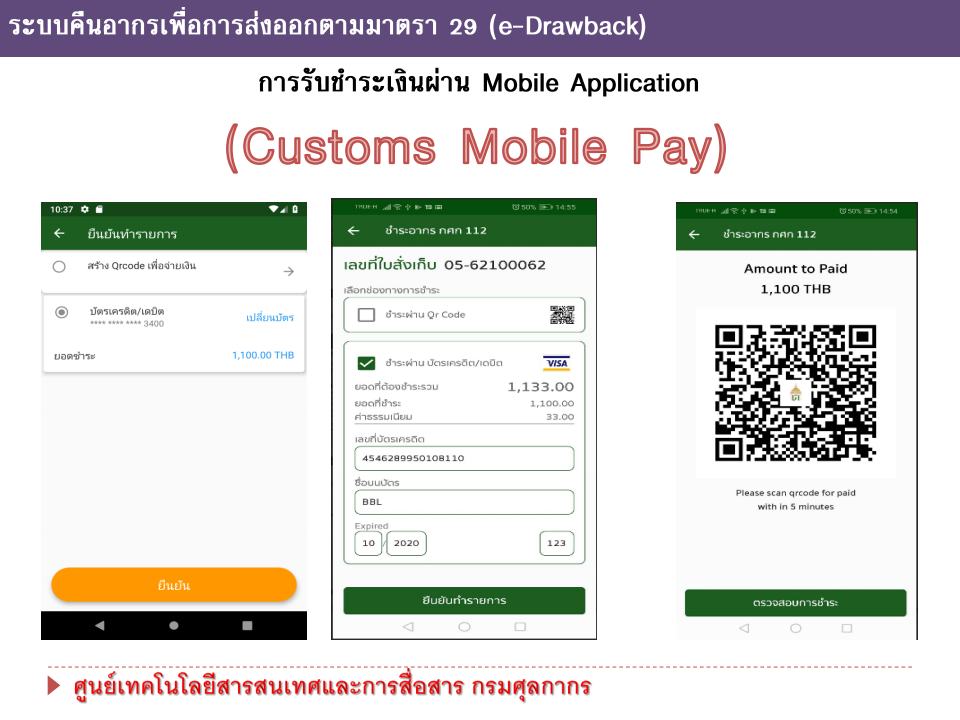 ระบบคืนอากรเพื่อการส่งออกตามมาตรา 29 (e-Drawback)
การรับชำระเงินผ่าน Mobile Application
(Customs Mobile Pay)
10:37
ยืนยันทำรายการ
สร้าง Qrcode เพื่อจ่ายเงิน
บัตรเครดิต/เดบิต
**** **** **** 3400
เปลี่ยนบัตร
ยอดชำระ 1,100.00 THB
ยืนยัน
TRUE-H 50% 14:55
ชำระอากร กศก 112
เลขที่ใบสั่งเก็บ 05-62100062
เลือกช่องทางการชำระ
ชำระผ่าน Qr Code
ชำระผ่าน บัตรเครดิต/เดบิต VISA
ยอดที่ต้องชำระรวม 1,133.00
ยอดที่ชำระ 1,100.00
ค่าธรรมเนียม 33.00
เลขที่บัตรเครดิต
4546289950108110
ชื่อบนบัตร
BBL
Expired
10 / 2020 123
ยืนยันทำรายการ
TRUE-H 50% 14:54
ชำระอากร กศก 112
Amount to Paid
1,100 THB
Please scan qrcode for paid
with in 5 minutes
ตรวจสอบการชำระ
ศูนย์เทคโนโลยีสารสนเทศและการสื่อสาร กรมศุลกากร